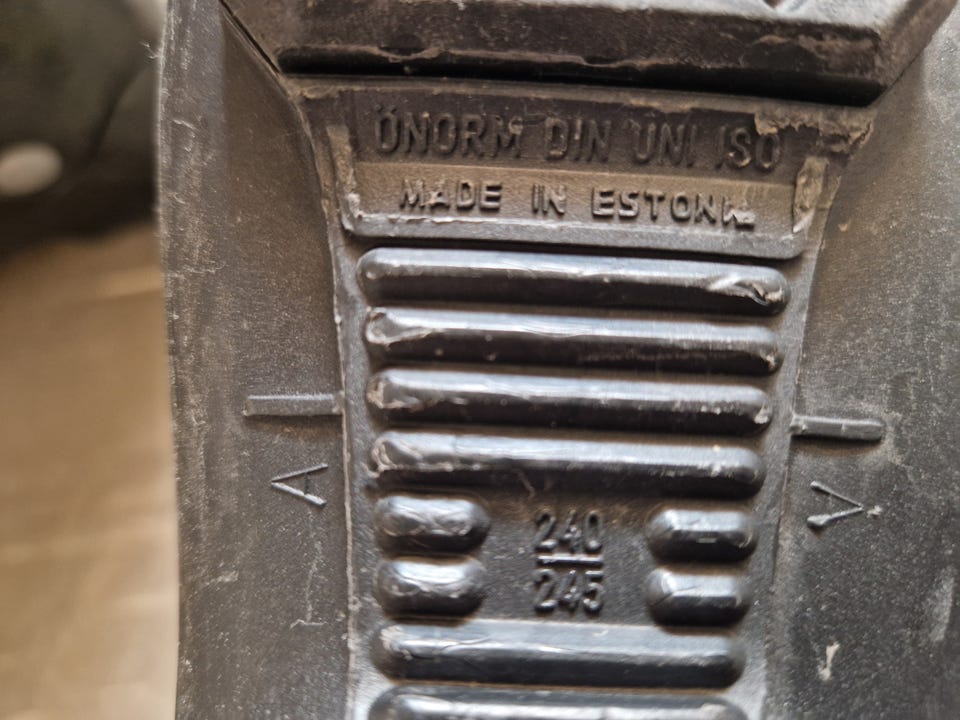 ÖNORM DIN UNI ISO
MADE IN ESTONIA
A
A
240
245